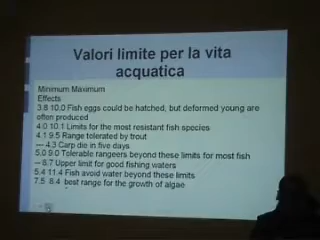 Valori limite per la vita
acquatica
Minimum Maximum
Effects
3.8 10.0 Fish eggs could be hatched, but deformed young are
often produced
4.0 10.1 Limits for the most resistant fish species
4.1 9.5 Range tolerated by trout
--- 4.3 Carp die in five days
5.0 9.0 Tolerable rangeers beyond these limits for most fish
-- 8.7 Upper limit for good fishing waters
5.4 11.4 Fish avoid water beyond these limits
7.5 8.4 best range for the growth of algae